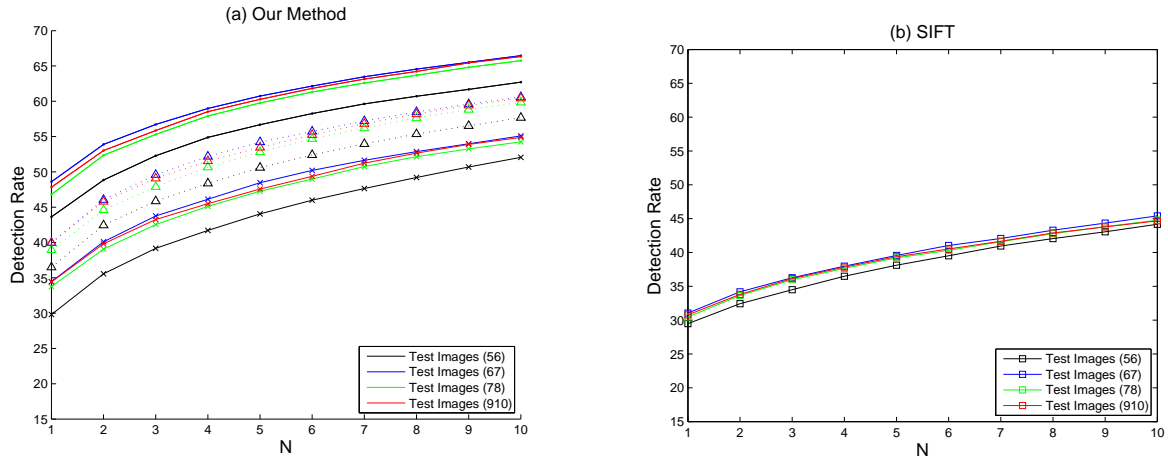 (a) Our Method
70
65
60
55
50
45
40
35
30
25
20
15
Detection Rate
1 2 3 4 5 6 7 8 9 10
N
Test Images (56)
Test Images (67)
Test Images (78)
Test Images (910)
(b) SIFT
70
65
60
55
50
45
40
35
30
25
20
15
Detection Rate
1 2 3 4 5 6 7 8 9 10
N
Test Images (56)
Test Images (67)
Test Images (78)
Test Images (910)